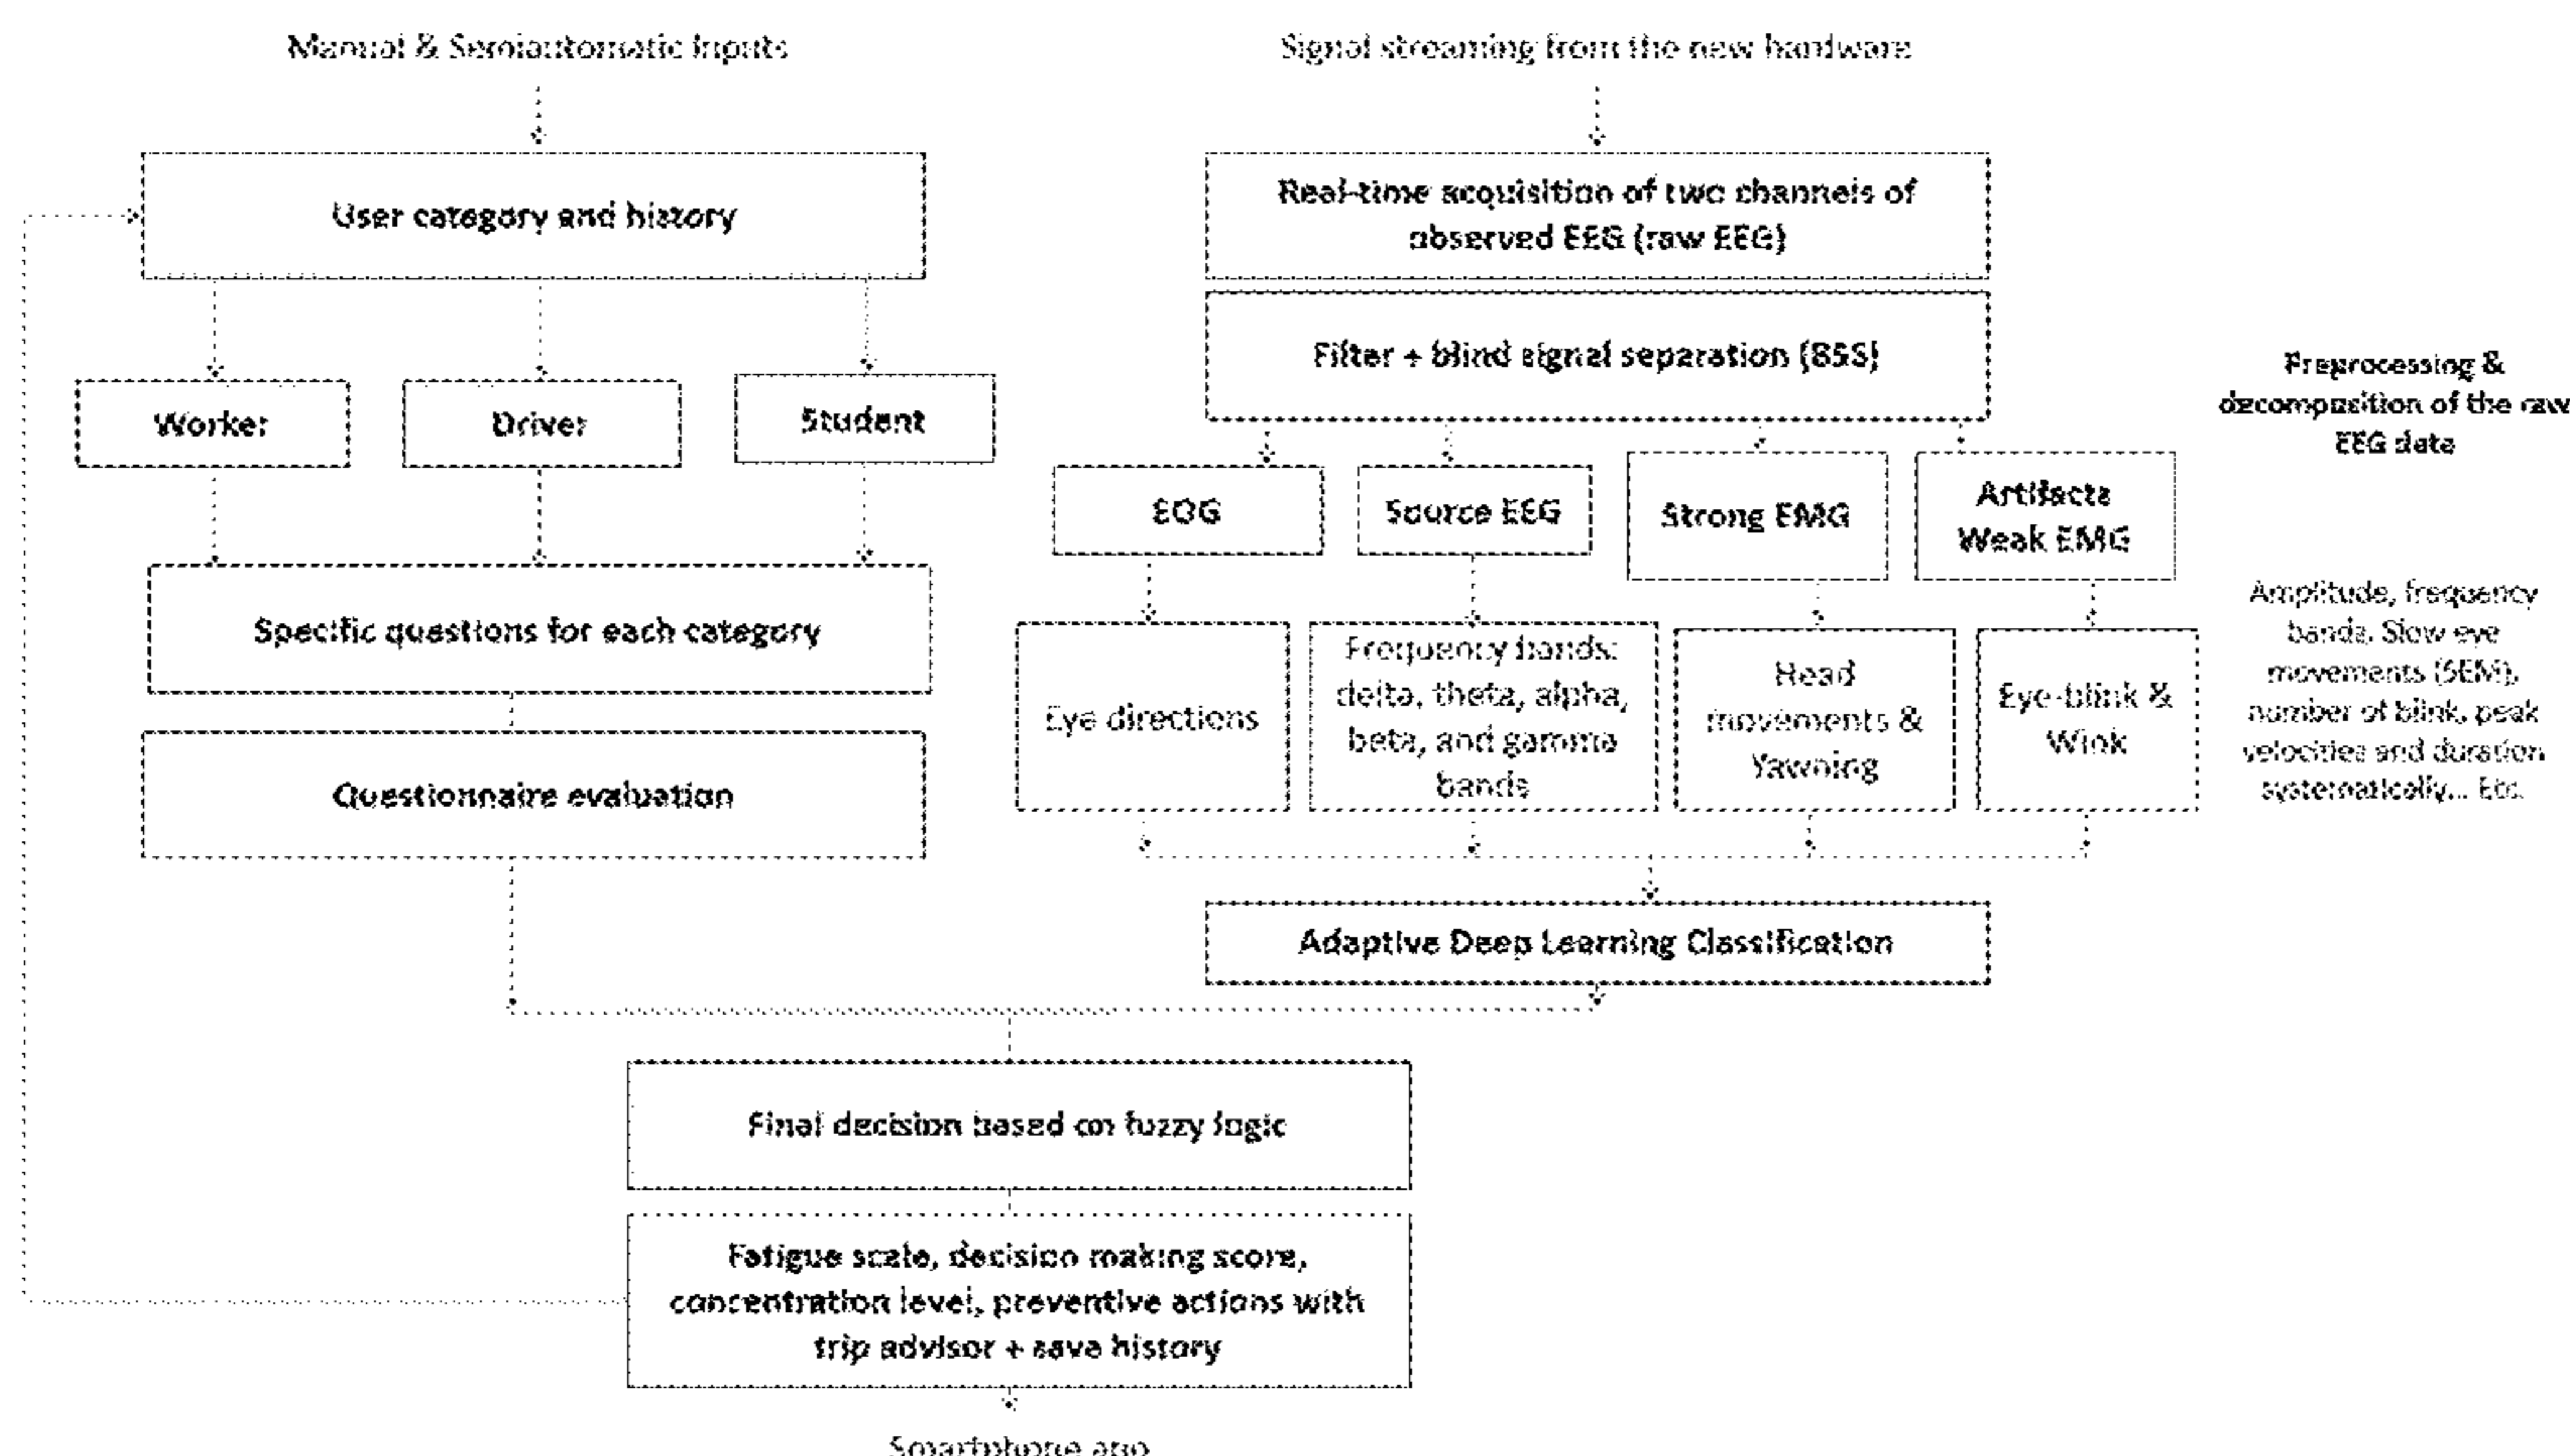 Manual & Semiautomatic Inputs
Signal streaming from the new hardware
User category and history
Real-time acquisition of two channels of
observed EEG (raw EEG)
Filter + blind signal separation (BSS)
Preprocessing &
decomposition of the raw
EEG data
Worker
Driver
Student
EOG
Source EEG
Strong EMG
Artifacts
Weak EMG
Specific questions for each category
Eye directions
Frequency bands:
delta, theta, alpha,
beta, and gamma
bands
Head
movements &
Yawning
Eye-blink &
Wink
Amplitude, frequency
bands, Slow eye
movements (SEM),
number of blink, peak
velocities and duration
systematically... Etc.
Questionnaire evaluation
Adaptive Deep Learning Classification
Final decision based on fuzzy logic
Fatigue scale, decision making score,
concentration level, preventive actions with
trip advisor + save history
Smartphone app